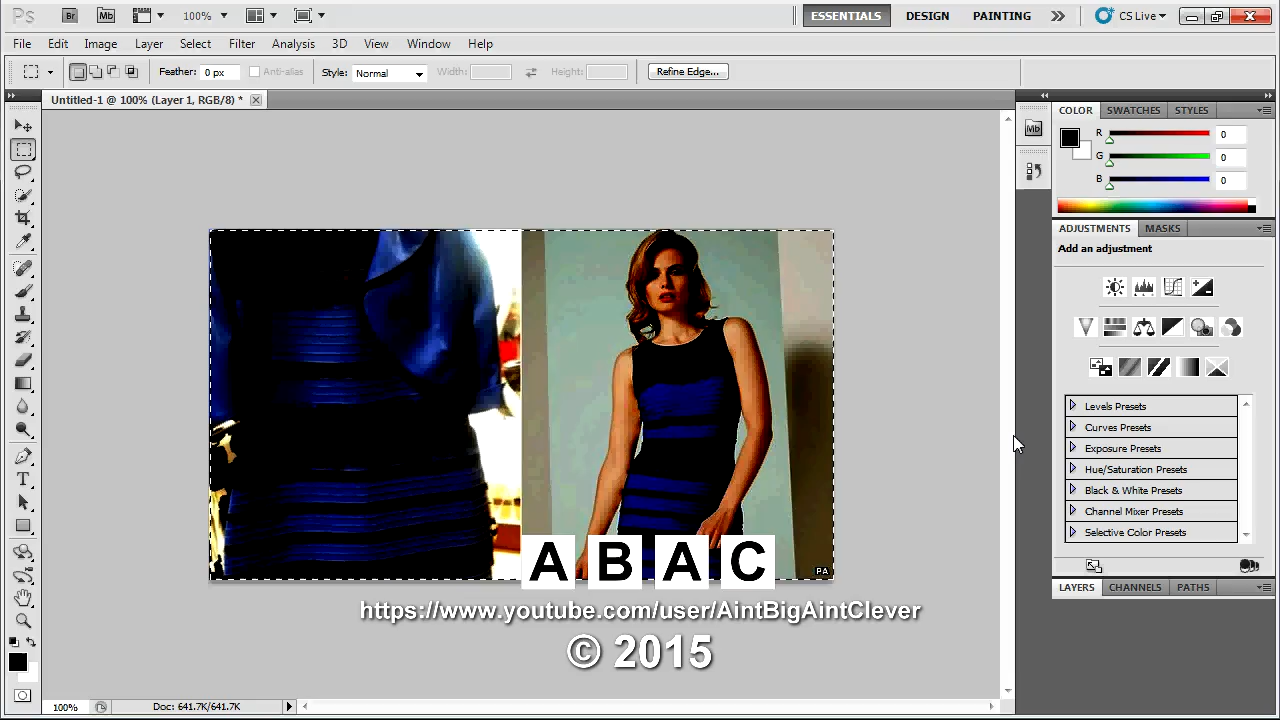 Ps Br Mb 100% ESSENTIALS DESIGN PAINTING CS Live
File Edit Image Layer Select Filter Analysis 3D View Window Help
Feather: 0 px Anti-alias Style: Normal Width: Height: Refine Edge...
Untitled-1 @ 100% (Layer 1, RGB/8) *
Mb
COLOR SWATCHES STYLES
R 0
G 0
B 0
ADJUSTMENTS MASKS
Add an adjustment
Levels Presets
Curves Presets
Exposure Presets
Hue/Saturation Presets
Black & White Presets
Channel Mixer Presets
Selective Color Presets
PA
A B A C
LAYERS CHANNELS PATHS
https://www.youtube.com/user/AintBigAintClever
© 2015
100% Doc: 641.7K/641.7K